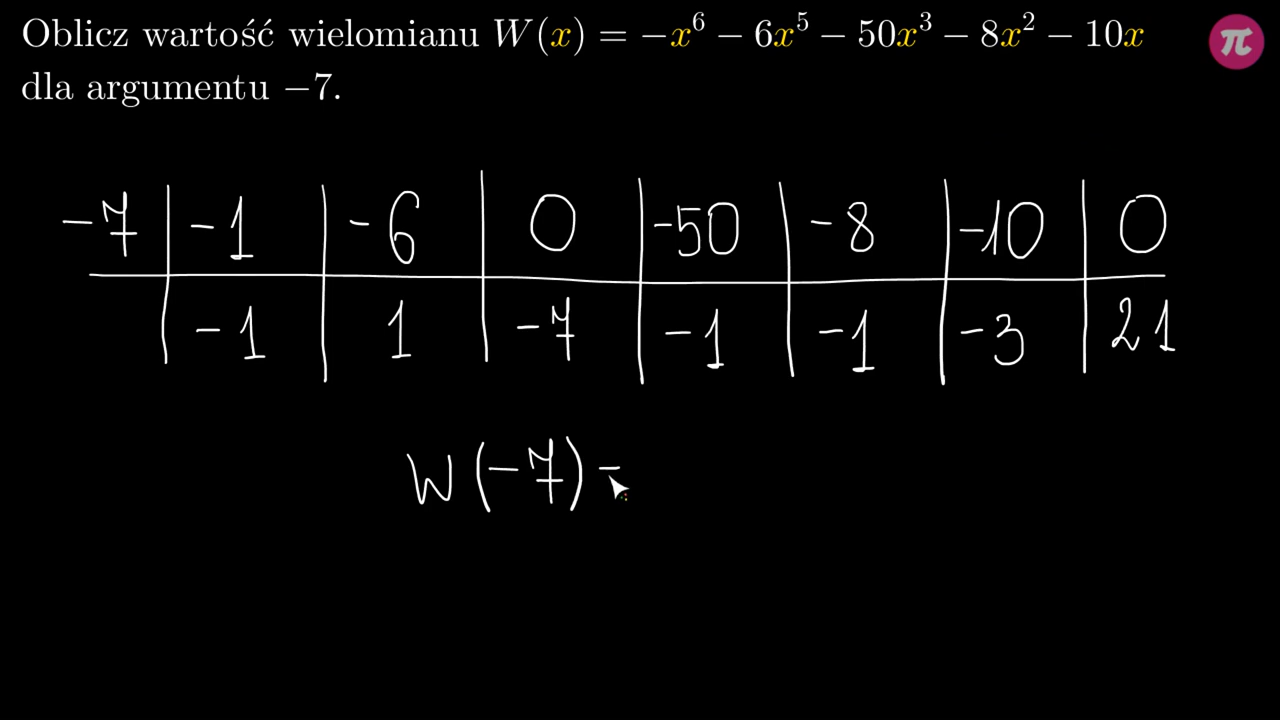 Oblicz wartość wielomianu W(x) = −x⁶ − 6x⁵ − 50x³ − 8x² − 10x
dla argumentu −7.
π
-7 | -1 | -6 | 0 | -50 | -8 | -10 | 0
-1 | 1 | -7 | -1 | -1 | -3 | 21
W(-7) =